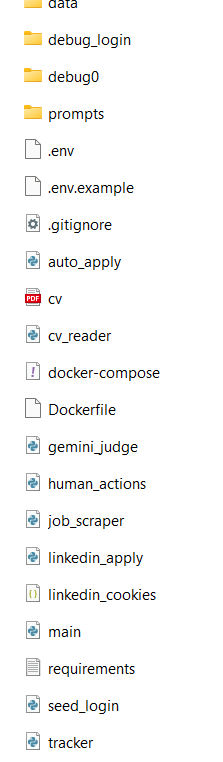 data
debug_login
debug0
prompts
.env
.env.example
.gitignore
auto_apply
cv
cv_reader
docker-compose
Dockerfile
gemini_judge
human_actions
job_scraper
linkedin_apply
linkedin_cookies
main
requirements
seed_login
tracker